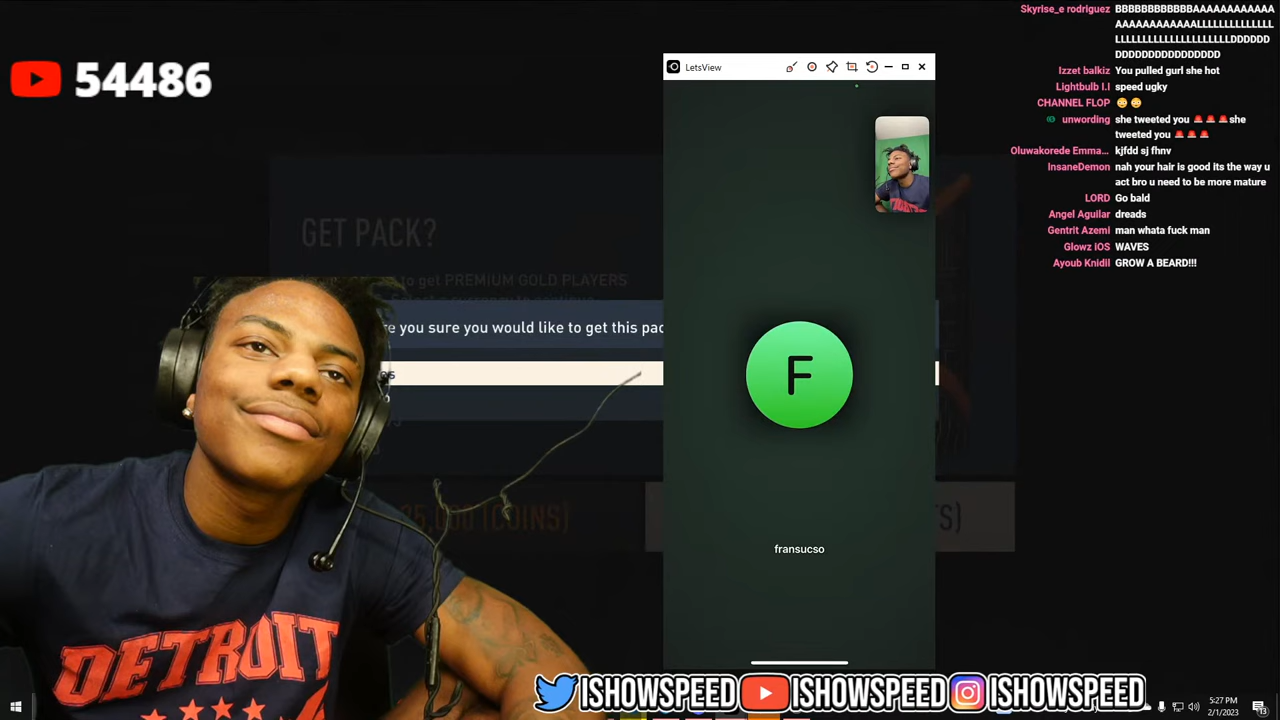 54486
LetsView
GET PACK?
to get PREMIUM GOLD PLAYERS
e you sure you would like to get this pac
(COINS)
F
fransucso
DETROIT
ISHOWSPEED ISHOWSPEED ISHOWSPEED
Skyrise_e rodriguez BBBBBBBBBBBBAAAAAAAAAAAA
AAAAAAAAAAAALLLLLLLLLLLLLL
LLLLLLLLLLLLLLLLLLLLDDDDDD
DDDDDDDDDDDDDDDDD
Izzet balkiz You pulled gurl she hot
Lightbulb I.I speed ugky
CHANNEL FLOP 😳 😳
unwording she tweeted you 🚨🚨🚨she
tweeted you 🚨🚨🚨
Oluwakorede Emma... kjfdd sj fhnv
InsaneDemon nah your hair is good its the way u
act bro u need to be more mature
LORD Go bald
Angel Aguilar dreads
Gentrit Azemi man whata fuck man
Glowz iOS WAVES
Ayoub Knidil GROW A BEARD!!!
5:27 PM
2/1/2023